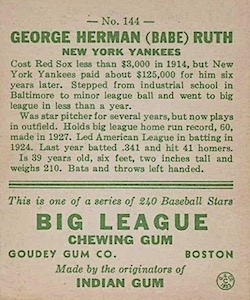 — No. 144 —
GEORGE HERMAN (BABE) RUTH
NEW YORK YANKEES
Cost Red Sox less than $3,000 in 1914, but New
York Yankees paid about $125,000 for him six
years later. Stepped from industrial school in
Baltimore to minor league ball and went to big
league in less than a year.
Was star pitcher for several years, but now plays
in outfield. Holds big league home run record, 60,
made in 1927. Led American League in batting in
1924. Last year batted .341 and hit 41 homers.
Is 39 years old, six feet, two inches tall and
weighs 210. Bats and throws left handed.
This is one of a series of 240 Baseball Stars
BIG LEAGUE
CHEWING GUM
GOUDEY GUM CO. BOSTON
Made by the originators of
INDIAN GUM